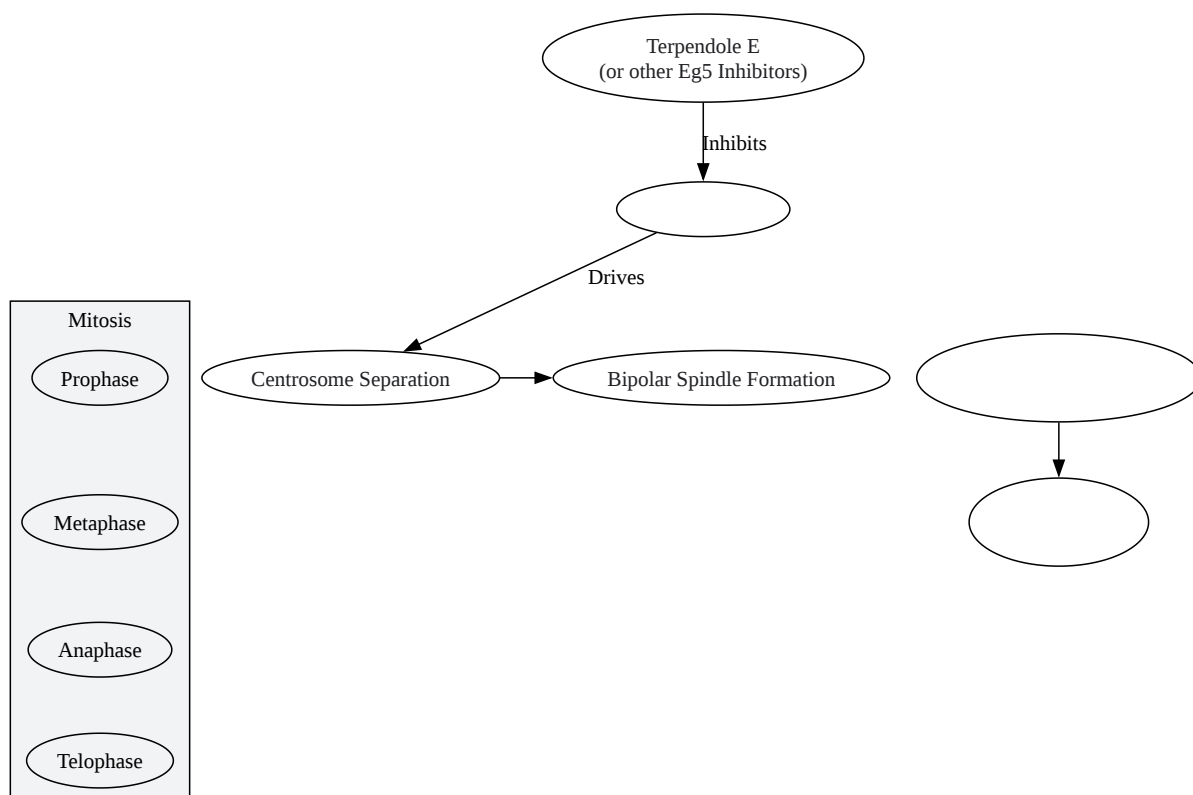 Terpendole E
(or other Eg5 Inhibitors)
Inhibits
Drives
Mitosis
Prophase
Centrosome Separation
Bipolar Spindle Formation
Metaphase
Anaphase
Telophase